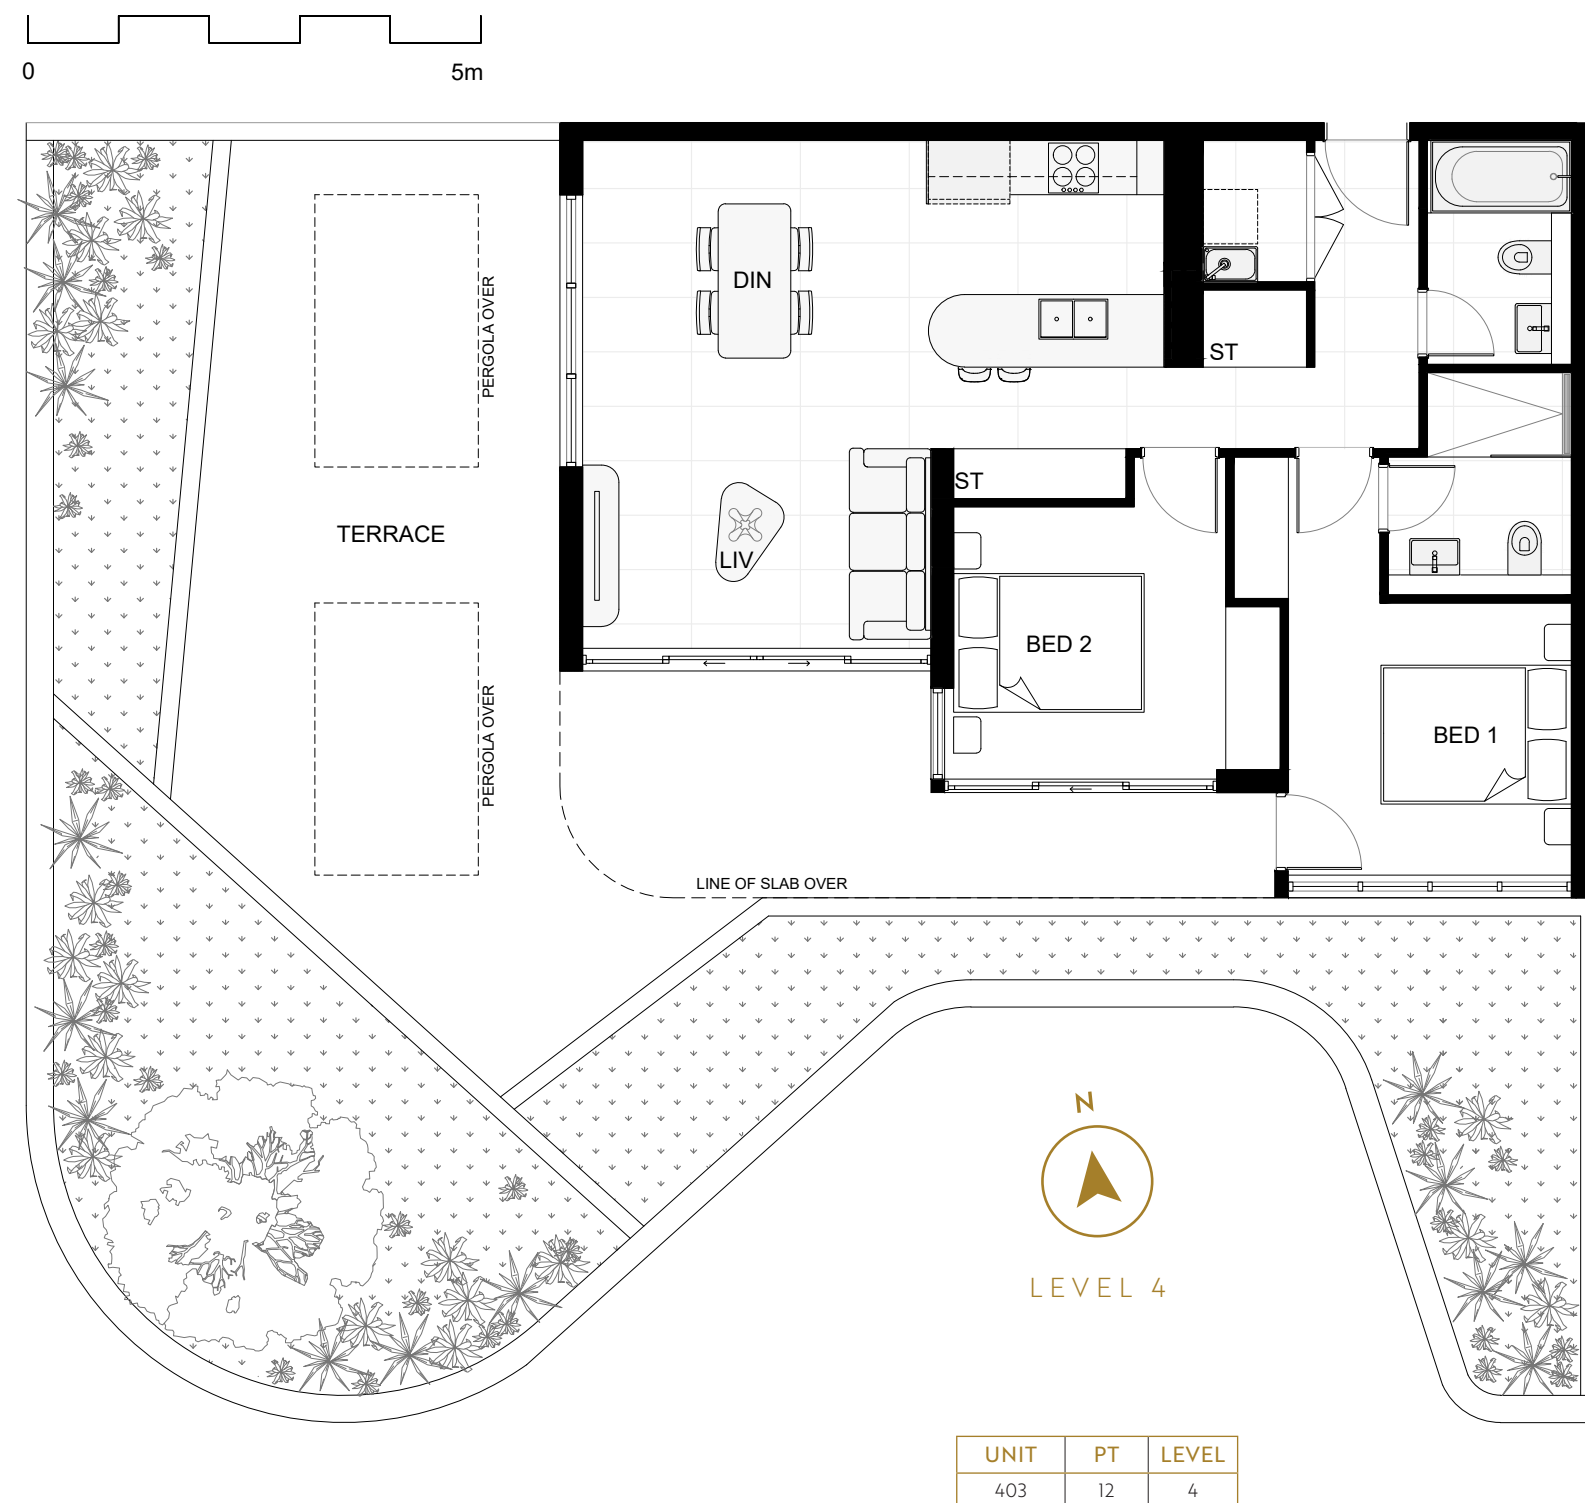 0 5m
DIN
PERGOLA OVER
ST
ST
TERRACE
LIV
BED 2
BED 1
PERGOLA OVER
LINE OF SLAB OVER
N
LEVEL 4
UNIT PT LEVEL
403 12 4